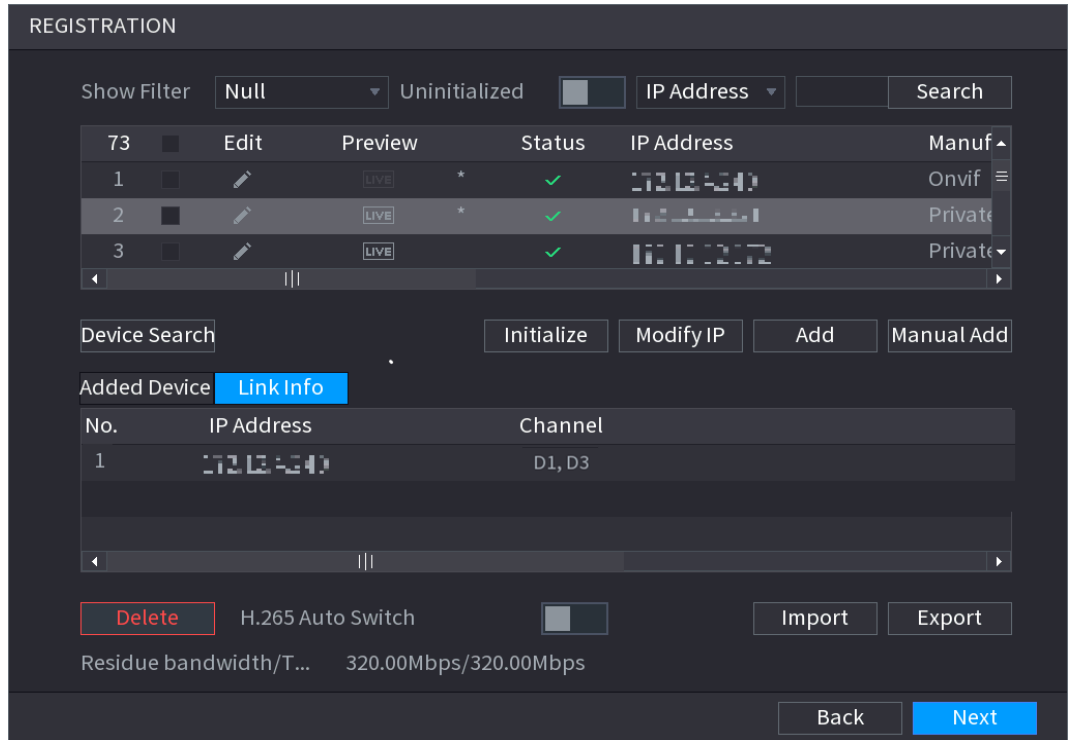 REGISTRATION
Show Filter Null Uninitialized IP Address Search
73 Edit Preview Status IP Address Manuf
1 LIVE * Onvif
2 LIVE * Private
3 LIVE Private
Device Search Initialize Modify IP Add Manual Add
Added Device Link Info
No. IP Address Channel
1 D1, D3
Delete H.265 Auto Switch Import Export
Residue bandwidth/T... 320.00Mbps/320.00Mbps
Back Next